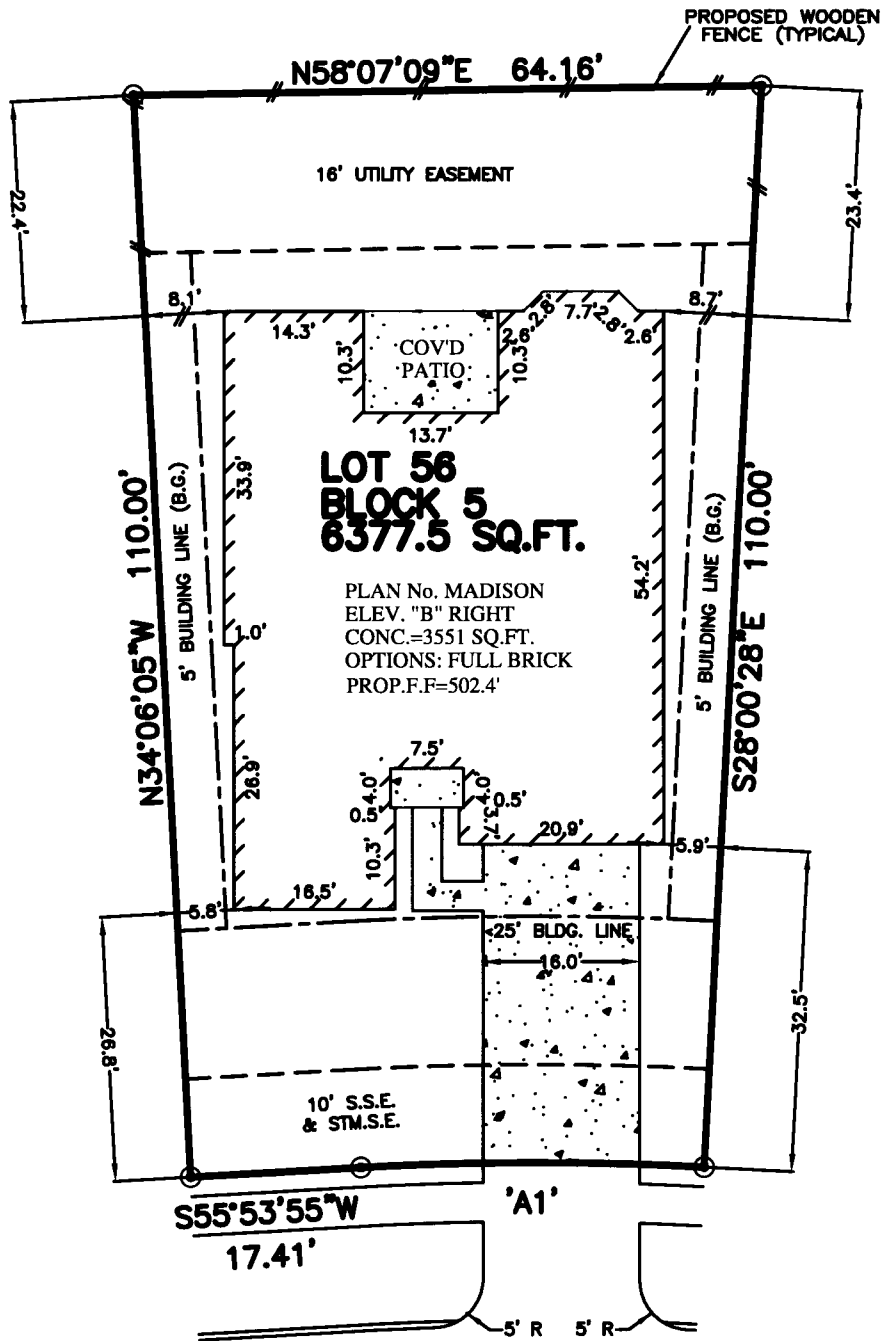 PROPOSED WOODEN
FENCE (TYPICAL)
N58°07'09"E 64.16'
22.4'
16' UTILITY EASEMENT
23.4'
8.1'
14.3'
10.3'
COV'D
PATIO
10.3'
2.6'
2.8'
7.7'
2.8'
2.6'
8.7'
13.7'
33.9'
LOT 56
BLOCK 5
6377.5 SQ.FT.
54.2'
N34°06'05"W 110.00'
5' BUILDING LINE (B.G.)
1.0'
PLAN No. MADISON
ELEV. "B" RIGHT
CONC.=3551 SQ.FT.
OPTIONS: FULL BRICK
PROP.F.F=502.4'
5' BUILDING LINE (B.G.)
S28°00'28"E 110.00'
7.5'
26.9'
4.0'
0.5'
4.0'
0.5'
3.7'
10.3'
20.9'
5.9'
16.5'
5.8'
25' BLDG. LINE
16.0'
26.8'
32.5'
10' S.S.E.
& STM.S.E.
S55°53'55"W
17.41'
'A1'
5' R 5' R